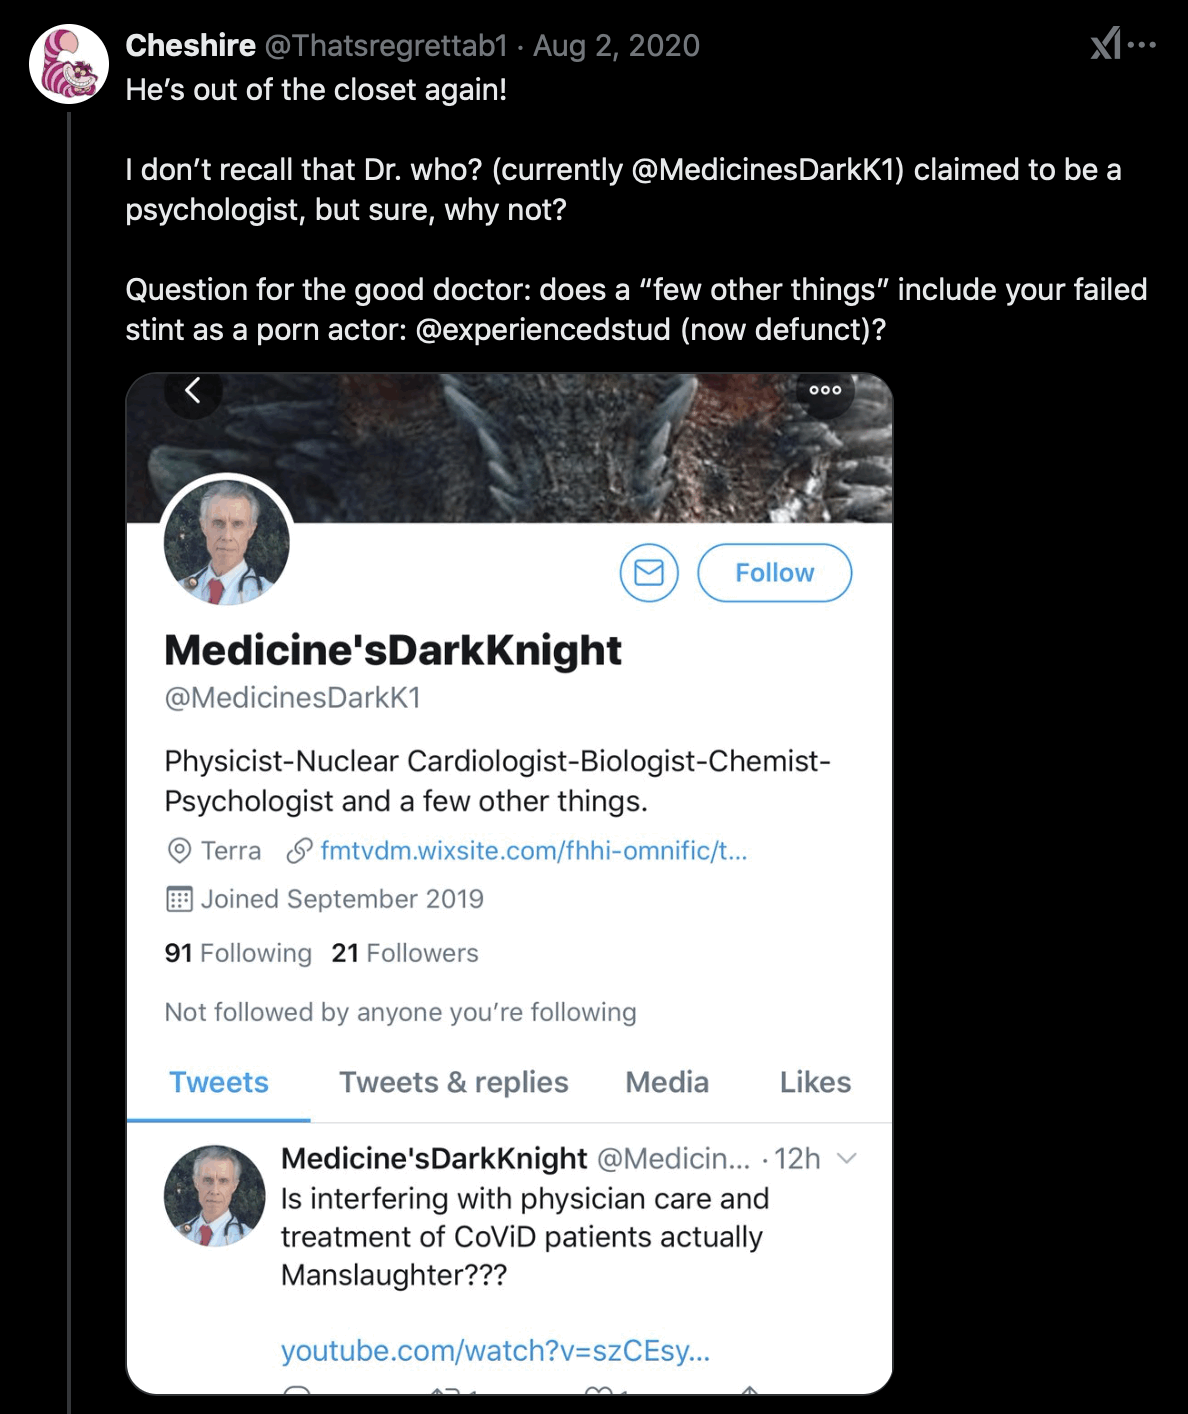 Cheshire @Thatsregrettab1 · Aug 2, 2020
He’s out of the closet again!
I don’t recall that Dr. who? (currently @MedicinesDarkK1) claimed to be a
psychologist, but sure, why not?
Question for the good doctor: does a “few other things” include your failed
stint as a porn actor: @experiencedstud (now defunct)?
Follow
Medicine'sDarkKnight
@MedicinesDarkK1
Physicist-Nuclear Cardiologist-Biologist-Chemist-
Psychologist and a few other things.
Terra fmtvdm.wixsite.com/fhhi-omnific/t...
Joined September 2019
91 Following 21 Followers
Not followed by anyone you’re following
Tweets Tweets & replies Media Likes
Medicine'sDarkKnight @Medicin... · 12h
Is interfering with physician care and
treatment of CoViD patients actually
Manslaughter???
youtube.com/watch?v=szCEsy...